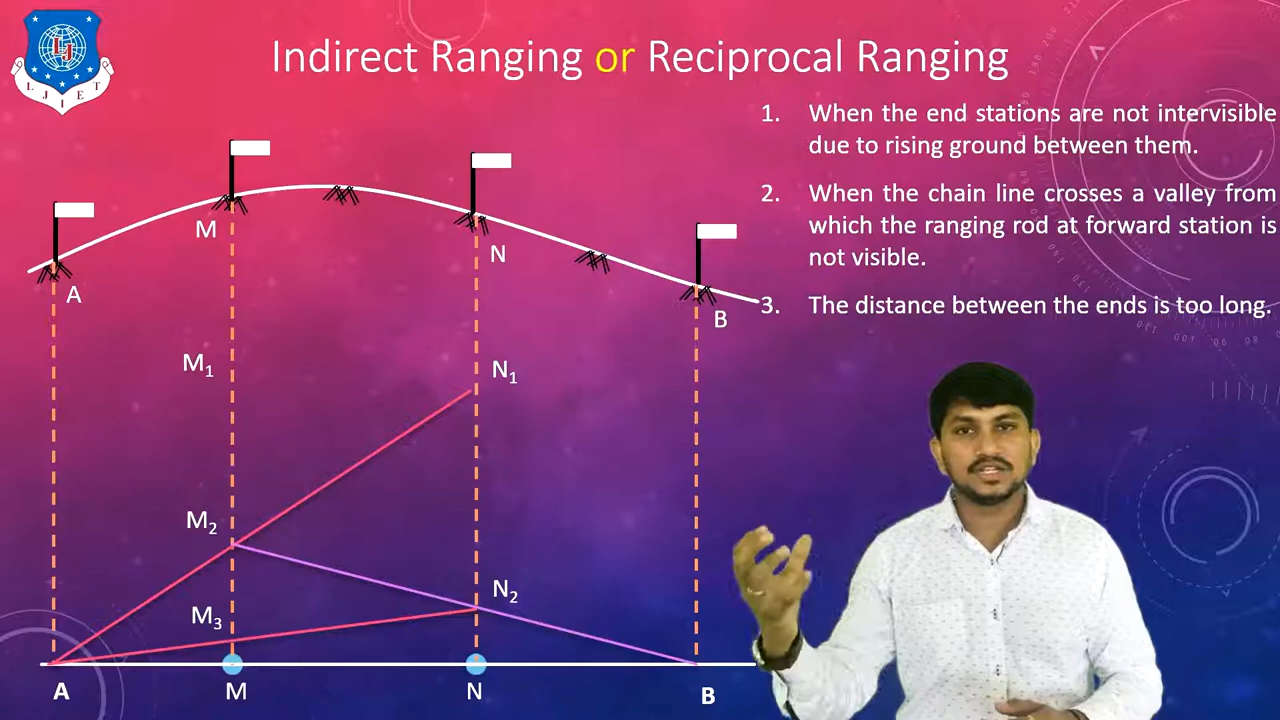 LJ
LJIET
Indirect Ranging or Reciprocal Ranging
1. When the end stations are not intervisible
due to rising ground between them.
2. When the chain line crosses a valley from
which the ranging rod at forward station is
not visible.
3. The distance between the ends is too long.
M
N
A
B
M₁
N₁
M₂
N₂
M₃
A
M
N
B